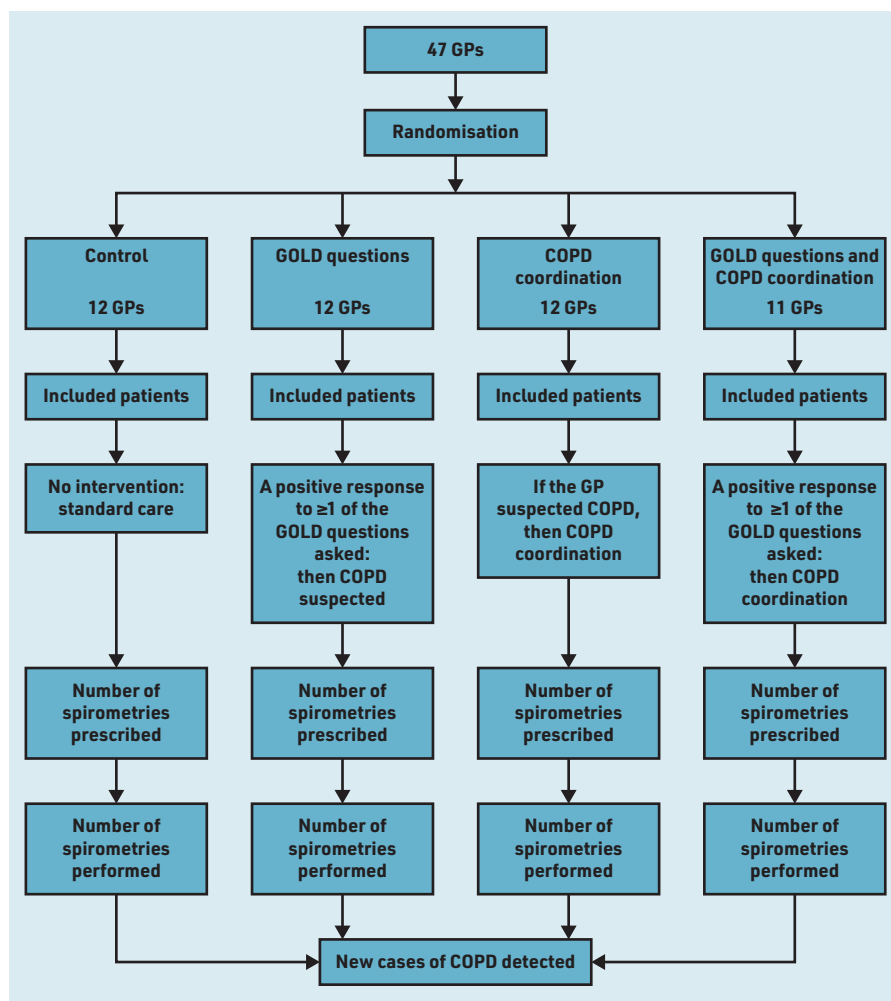 47 GPs
Randomisation
Control
12 GPs
GOLD questions
12 GPs
COPD
coordination
12 GPs
GOLD questions and
COPD coordination
11 GPs
Included patients
Included patients
Included patients
Included patients
No intervention:
standard care
A positive response
to ≥1 of the
GOLD questions
asked:
then COPD
suspected
If the GP
suspected COPD,
then COPD
coordination
A positive response
to ≥1 of the
GOLD questions
asked:
then COPD
coordination
Number of
spirometries
prescribed
Number of
spirometries
prescribed
Number of
spirometries
prescribed
Number of
spirometries
prescribed
Number of
spirometries
performed
Number of
spirometries
performed
Number of
spirometries
performed
Number of
spirometries
performed
New cases of COPD detected